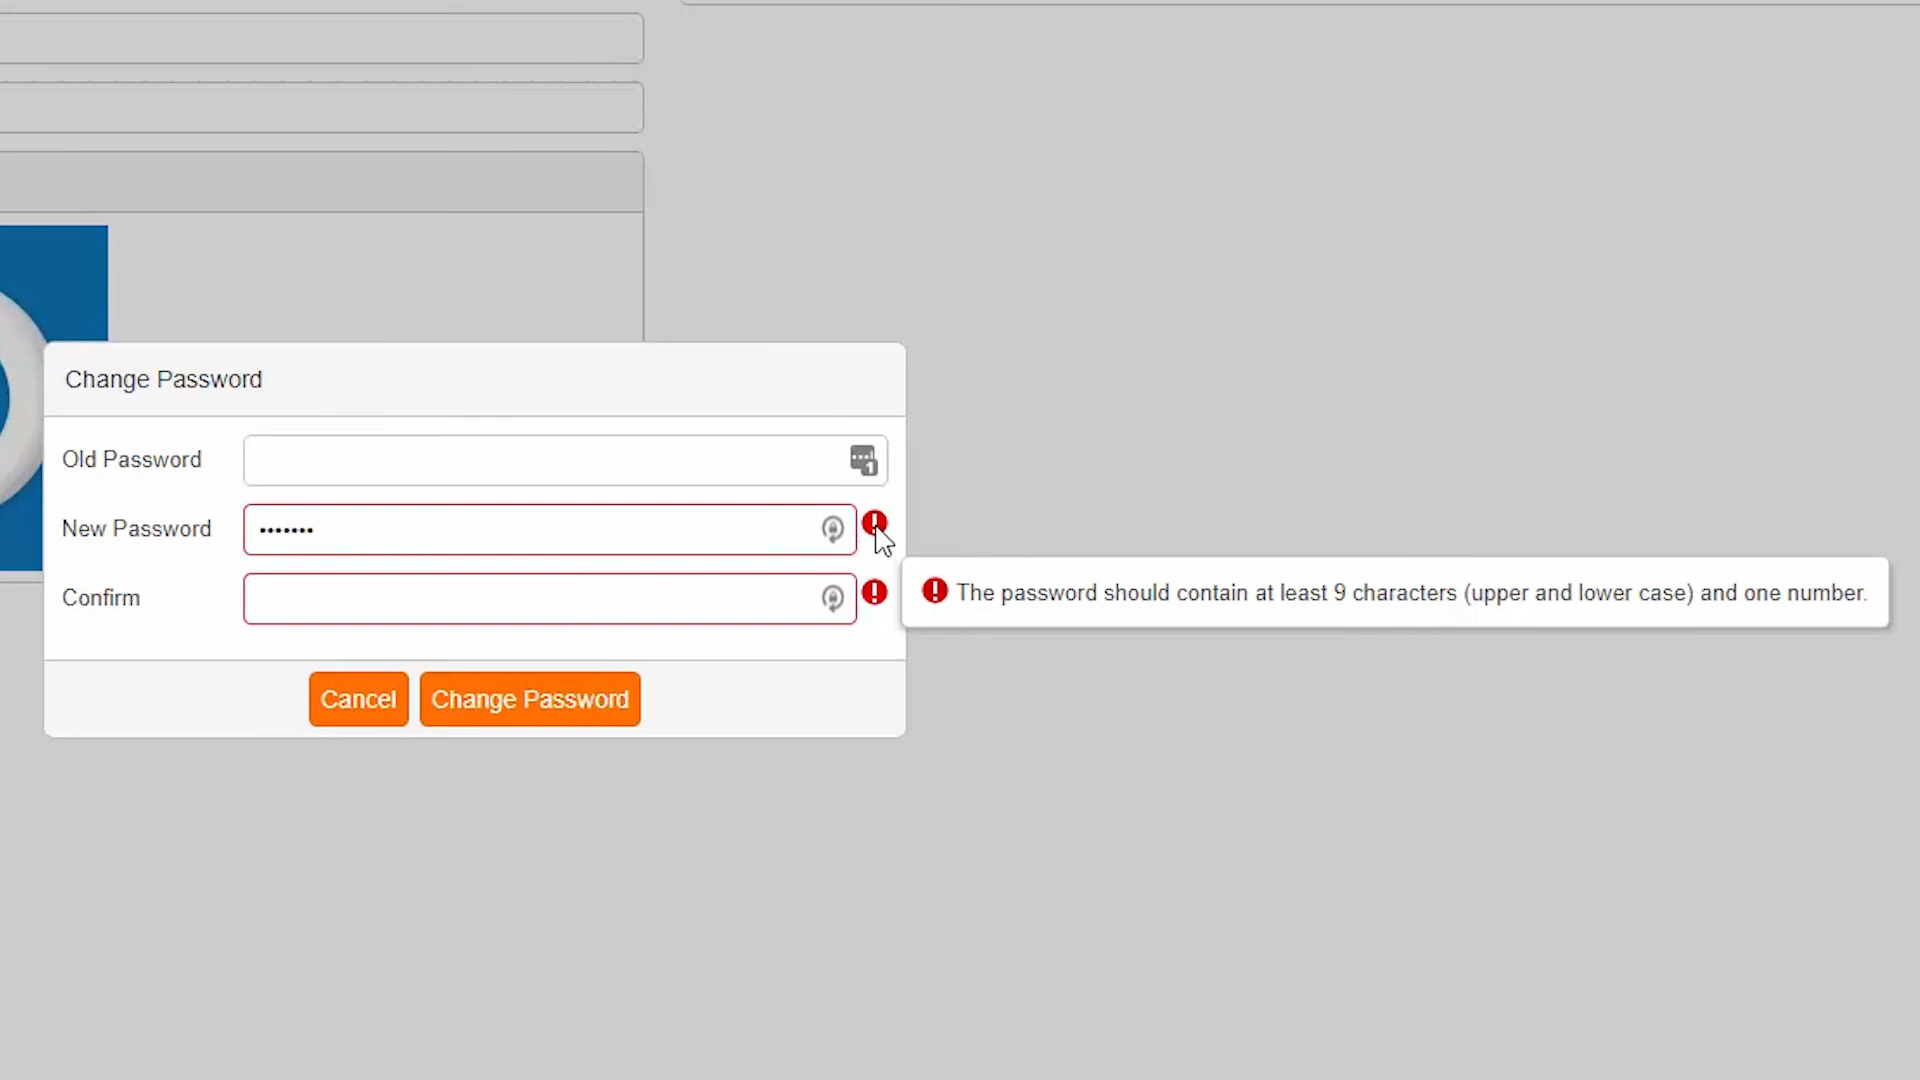 Change Password
Old Password
New Password •••••••
Confirm
The password should contain at least 9 characters (upper and lower case) and one number.
Cancel Change Password